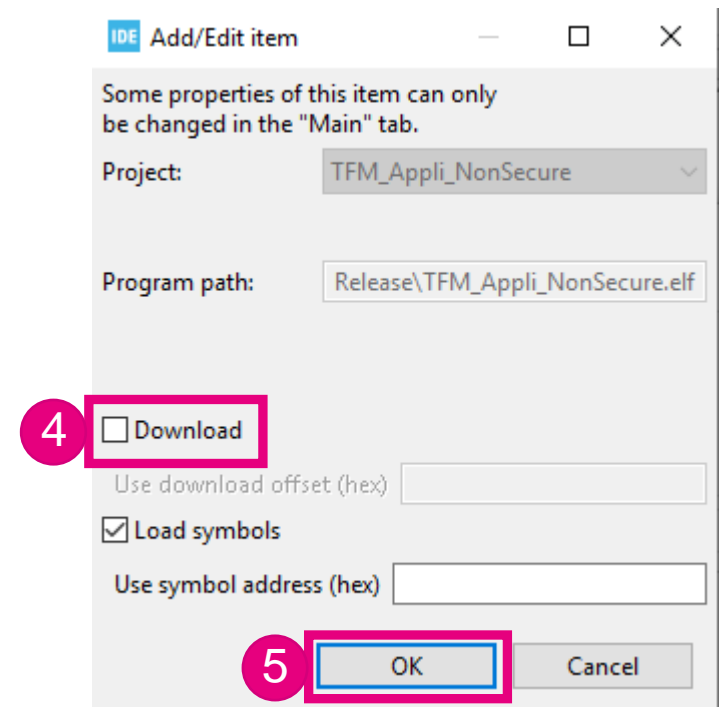 IDE Add/Edit item
Some properties of this item can only
be changed in the "Main" tab.
Project: TFM_Appli_NonSecure
Program path: Release\TFM_Appli_NonSecure.elf
4 Download
Use download offset (hex)
Load symbols
Use symbol address (hex)
5 OK Cancel